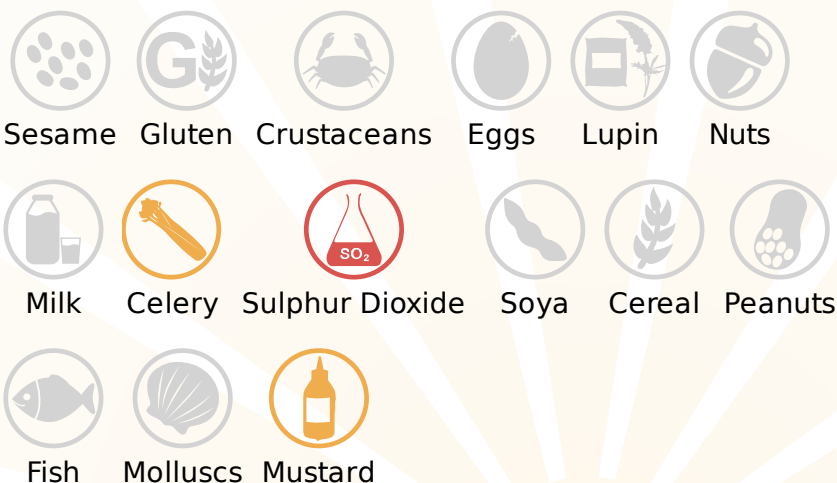 G
Sesame Gluten Crustaceans Eggs Lupin Nuts
SO₂
Milk Celery Sulphur Dioxide Soya Cereal Peanuts
Fish Molluscs Mustard